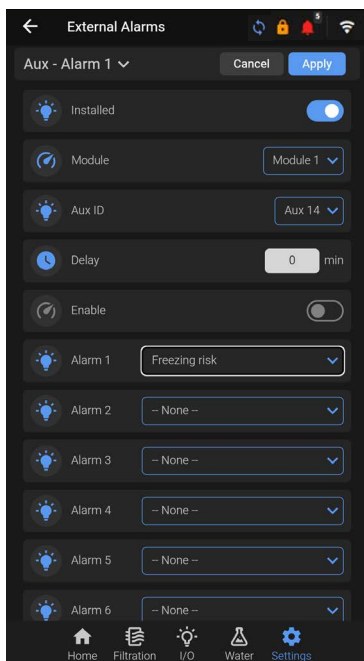 External Alarms
5
Aux - Alarm 1
Cancel
Apply
Installed
Module
Module 1
Aux ID
Aux 14
Delay
0
min
Enable
Alarm 1
Freezing risk
Alarm 2
-- None --
Alarm 3
-- None --
Alarm 4
-- None --
Alarm 5
-- None --
Alarm 6
-- None --
Home
Filtration
I/O
Water
Settings